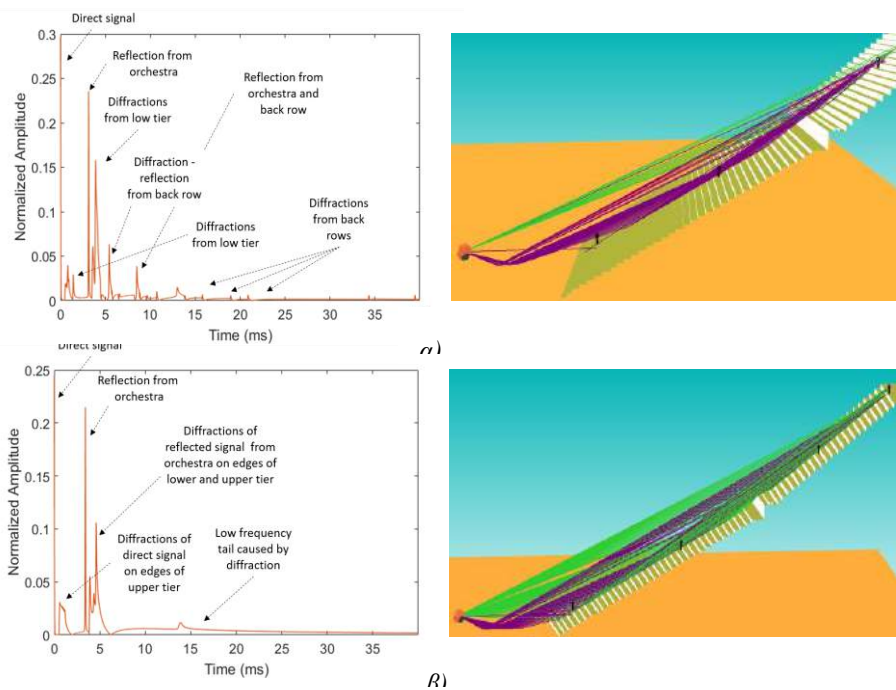 Direct signal
0.3
Reflection from
orchestra
Reflection from
orchestra and
back row
0.25
Diffractions
from low tier
0.2
Normalized Amplitude
0.15
Diffraction -
reflection
from back row
Diffractions
from back
rows
0.1
Diffractions
from low tier
0.05
0
0 5 10 15 20 25 30 35
Time (ms)
α)
Direct signal
0.25
Reflection from
orchestra
0.2
Diffractions of
reflected signal from
orchestra on edges of
lower and upper tier
0.15
Normalized Amplitude
0.1
Diffractions of
direct signal
on edges of
upper tier
Low frequency
tail caused by
diffraction
0.05
0
0 5 10 15 20 25 30 35
Time (ms)
β)